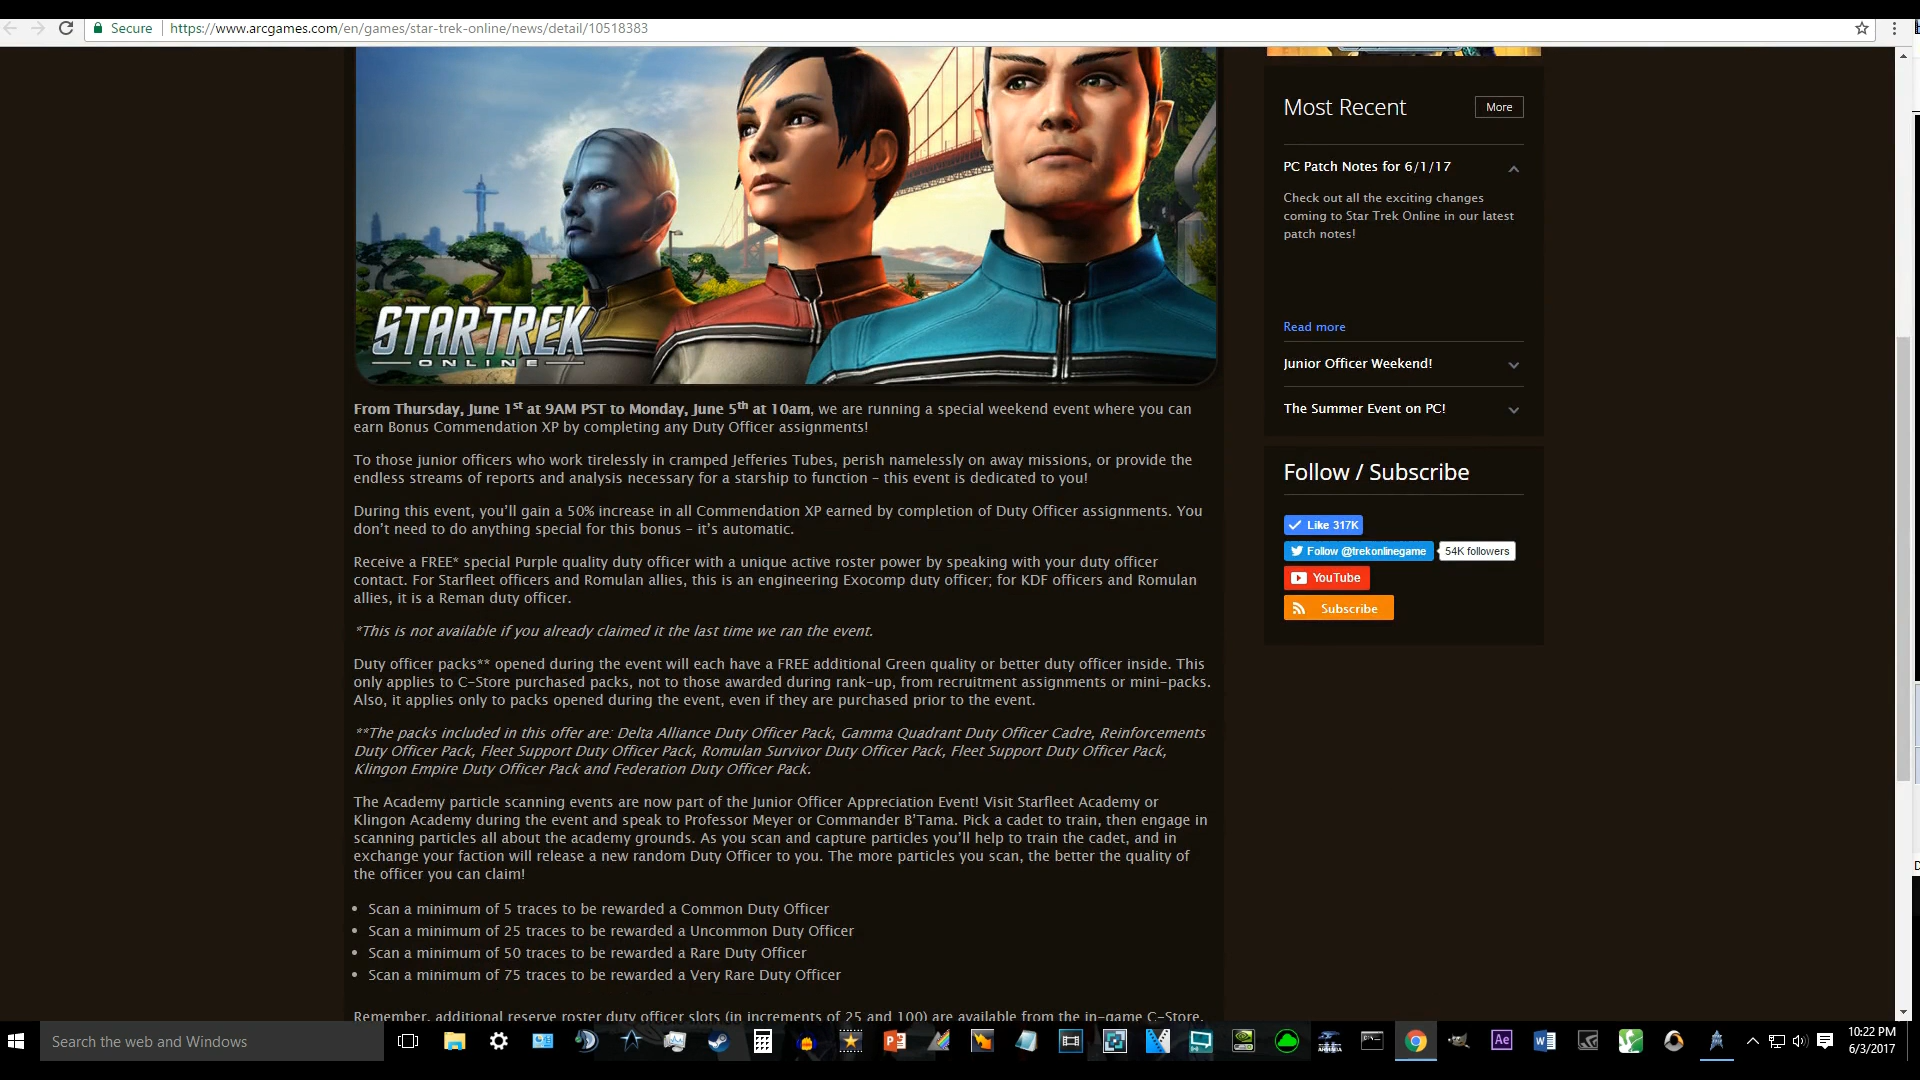 Secure
https://www.arcgames.com/en/games/star-trek-online/news/detail/10518383
STAR TREK
ONLINE
From Thursday, June 1st at 9AM PST to Monday, June 5th at 10am, we are running a special weekend event where you can
earn Bonus Commendation XP by completing any Duty Officer assignments!
To those junior officers who work tirelessly in cramped Jefferies Tubes, perish namelessly on away missions, or provide the
endless streams of reports and analysis necessary for a starship to function – this event is dedicated to you!
During this event, you'll gain a 50% increase in all Commendation XP earned by completion of Duty Officer assignments. You
don't need to do anything special for this bonus – it's automatic.
Receive a FREE* special Purple quality duty officer with a unique active roster power by speaking with your duty officer
contact. For Starfleet officers and Romulan allies, this is an engineering Exocomp duty officer; for KDF officers and Romulan
allies, it is a Reman duty officer.
*This is not available if you already claimed it the last time we ran the event.
Duty officer packs** opened during the event will each have a FREE additional Green quality or better duty officer inside. This
only applies to C-Store purchased packs, not to those awarded during rank-up, from recruitment assignments or mini-packs.
Also, it applies only to packs opened during the event, even if they are purchased prior to the event.
**The packs included in this offer are: Delta Alliance Duty Officer Pack, Gamma Quadrant Duty Officer Cadre, Reinforcements
Duty Officer Pack, Fleet Support Duty Officer Pack, Romulan Survivor Duty Officer Pack, Fleet Support Duty Officer Pack,
Klingon Empire Duty Officer Pack and Federation Duty Officer Pack.
The Academy particle scanning events are now part of the Junior Officer Appreciation Event! Visit Starfleet Academy or
Klingon Academy during the event and speak to Professor Meyer or Commander B'Tama. Pick a cadet to train, then engage in
scanning particles all about the academy grounds. As you scan and capture particles you'll help to train the cadet, and in
exchange your faction will release a new random Duty Officer to you. The more particles you scan, the better the quality of
the officer you can claim!
• Scan a minimum of 5 traces to be rewarded a Common Duty Officer
• Scan a minimum of 25 traces to be rewarded a Uncommon Duty Officer
• Scan a minimum of 50 traces to be rewarded a Rare Duty Officer
• Scan a minimum of 75 traces to be rewarded a Very Rare Duty Officer
Remember, additional reserve roster duty officer slots (in increments of 25 and 100) are available from the in-game C-Store.
Most Recent
More
PC Patch Notes for 6/1/17
Check out all the exciting changes
coming to Star Trek Online in our latest
patch notes!
Read more
Junior Officer Weekend!
The Summer Event on PC!
Follow / Subscribe
Like 317K
Follow @trekonlinegame
54K followers
YouTube
Subscribe
Search the web and Windows
Ae
10:22 PM
6/3/2017